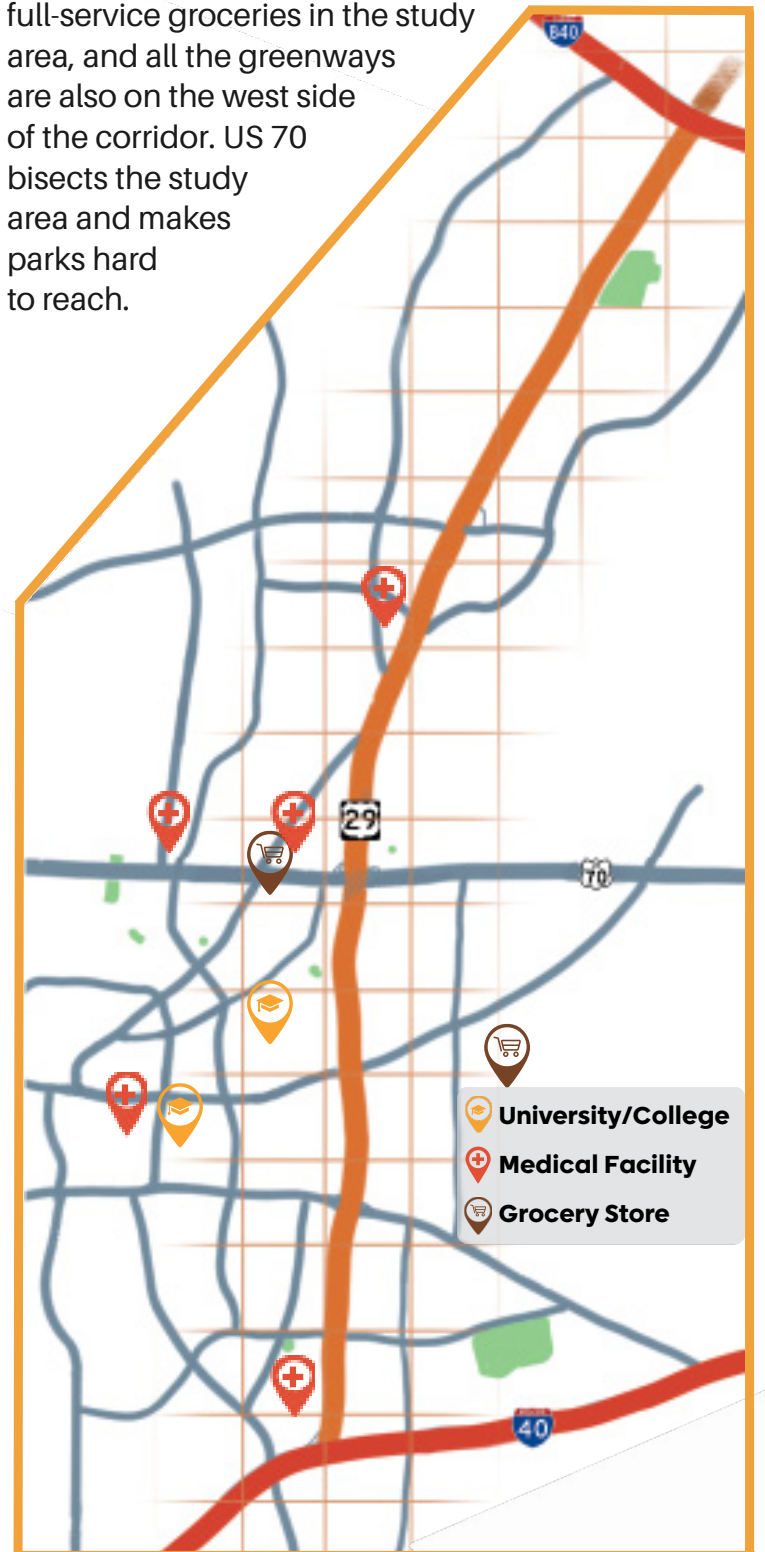 full-service groceries in the study
area, and all the greenways
are also on the west side
of the corridor. US 70
bisects the study
area and makes
parks hard
to reach.
B40
29
70
University/College
Medical Facility
Grocery Store
40